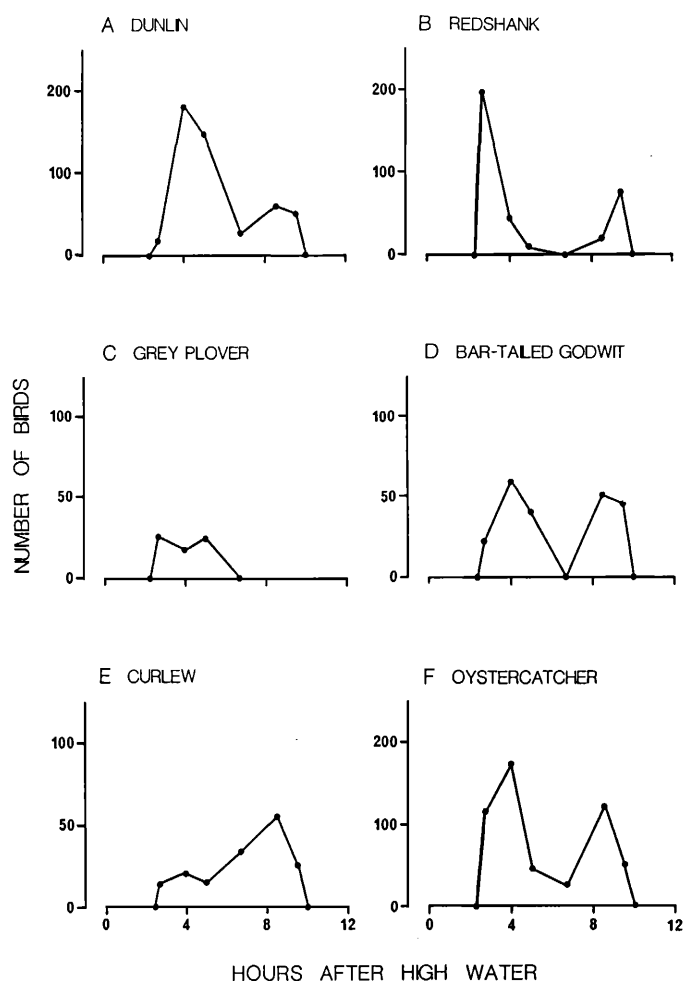 A DUNLIN
200
100
0
B REDSHANK
200
100
0
C GREY PLOVER
100
50
0
D BAR-TAILED GODWIT
100
50
0
E CURLEW
100
50
0
0 4 8 12
F OYSTERCATCHER
200
100
0
0 4 8 12
NUMBER OF BIRDS
HOURS AFTER HIGH WATER